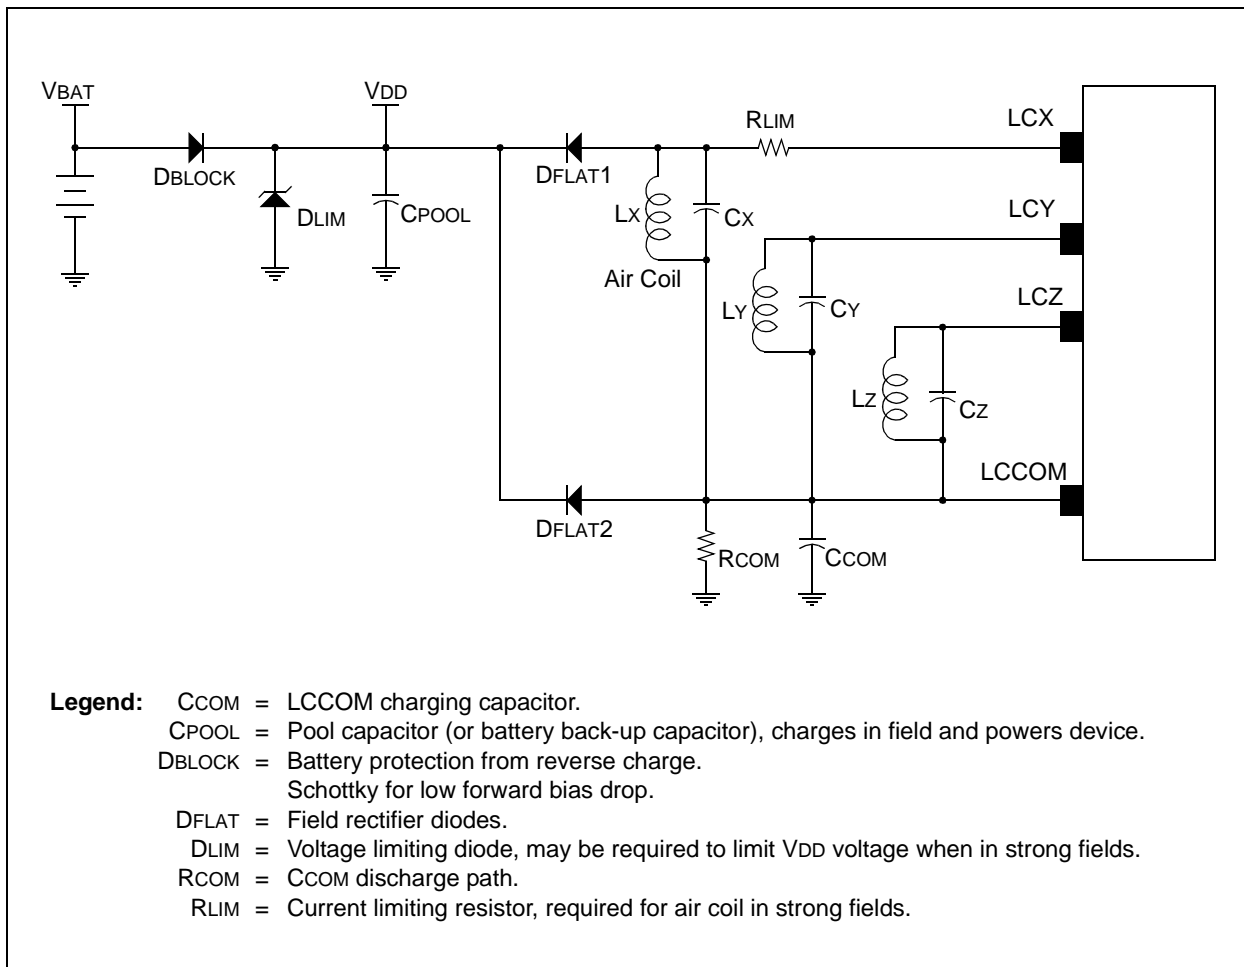 VBAT
VDD
DBLOCK
DLIM
CPOOL
DFLAT1
RLIM
LCX
LX
CX
Air Coil
LCY
LY
CY
LCZ
LZ
CZ
LCCOM
DFLAT2
RCOM
CCOM
Legend: CCOM = LCCOM charging capacitor.
CPOOL = Pool capacitor (or battery back-up capacitor), charges in field and powers device.
DBLOCK = Battery protection from reverse charge.
Schottky for low forward bias drop.
DFLAT = Field rectifier diodes.
DLIM = Voltage limiting diode, may be required to limit VDD voltage when in strong fields.
RCOM = CCOM discharge path.
RLIM = Current limiting resistor, required for air coil in strong fields.